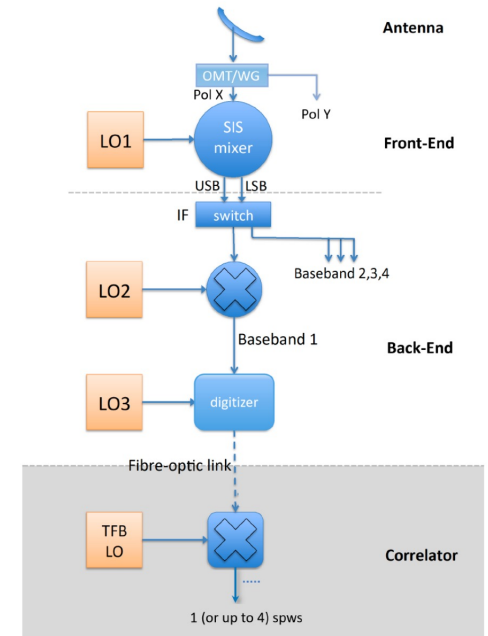 Antenna
OMT/WG
Pol X
Pol Y
LO1
SIS
mixer
Front-End
USB
LSB
IF
switch
Baseband 2,3,4
LO2
Baseband 1
Back-End
LO3
digitizer
Fibre-optic link
TFB
LO
Correlator
.....
1 (or up to 4) spws